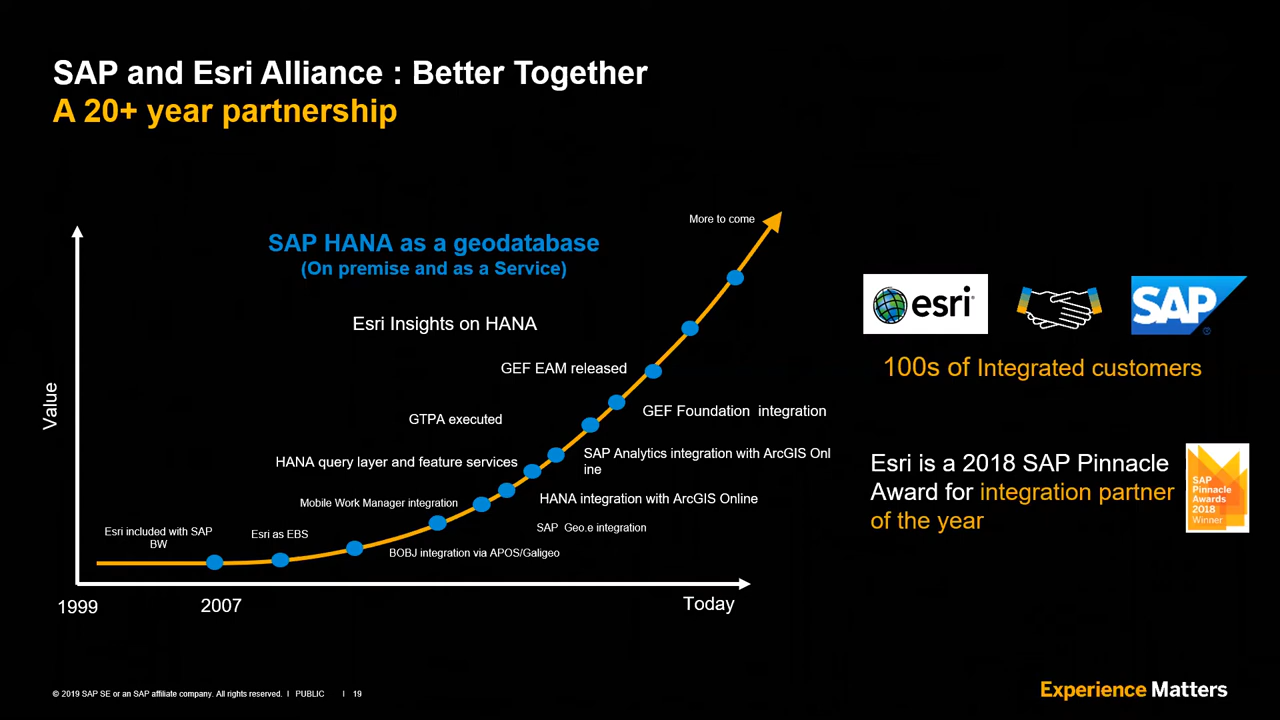 SAP and Esri Alliance : Better Together
A 20+ year partnership
More to come
SAP HANA as a geodatabase
(On premise and as a Service)
Esri Insights on HANA
GEF EAM released
GTPA executed
GEF Foundation integration
HANA query layer and feature services
SAP Analytics integration with ArcGIS Onl
ine
Mobile Work Manager integration
HANA integration with ArcGIS Online
Esri included with SAP
BW
Esri as EBS
SAP Geo.e integration
BOBJ integration via APOS/Galigeo
Value
1999
2007
Today
esri
SAP
®
100s of Integrated customers
Esri is a 2018 SAP Pinnacle
Award for integration partner
of the year
SAP
Pinnacle
Awards
2018
Winner
© 2019 SAP SE or an SAP affiliate company. All rights reserved. I PUBLIC I 19
Experience Matters